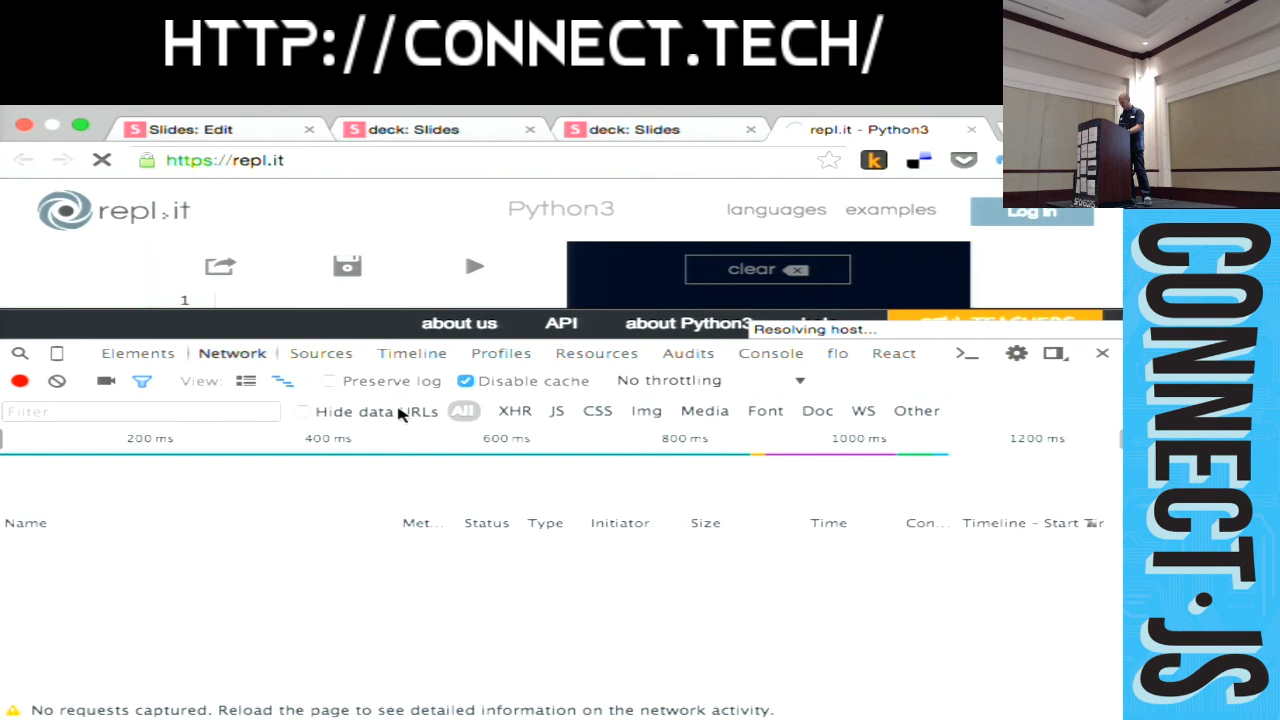 HTTP://CONNECT.TECH/
Slides: Edit
deck: Slides
deck: Slides
repl.it - Python3
https://repl.it
repl.it
Python3
languages
examples
Log in
clear
1
about us
API
about Python3
Resolving host...
Elements
Network
Sources
Timeline
Profiles
Resources
Audits
Console
flo
React
View:
Preserve log
Disable cache
No throttling
Filter
Hide data URLs
All
XHR
JS
CSS
Img
Media
Font
Doc
WS
Other
200 ms
400 ms
600 ms
800 ms
1000 ms
1200 ms
Name
Met...
Status
Type
Initiator
Size
Time
Con...
Timeline - Start
No requests captured. Reload the page to see detailed information on the network activity.
CONNECT.JS